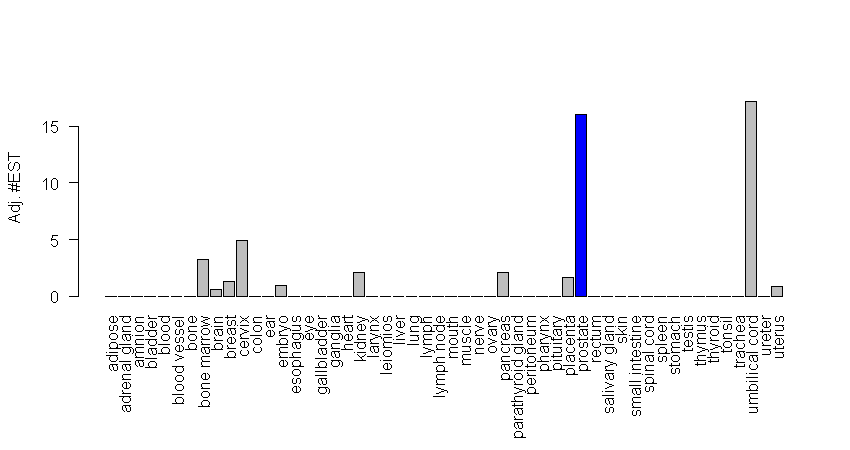 Adj. #EST
15
10
5
0
adipose
adrenal gland
amnion
bladder
blood
blood vessel
bone
bone marrow
brain
breast
cervix
colon
ear
embryo
esophagus
eye
gallbladder
ganglia
heart
kidney
larynx
leiomios
liver
lung
lymph
lymph node
mouth
muscle
nerve
ovary
pancreas
parathyroid gland
peritoneum
pharynx
pituitary
placenta
prostate
rectum
salivary gland
skin
small intestine
spinal cord
spleen
stomach
testis
thymus
thyroid
tonsil
trachea
umbilical cord
ureter
uterus